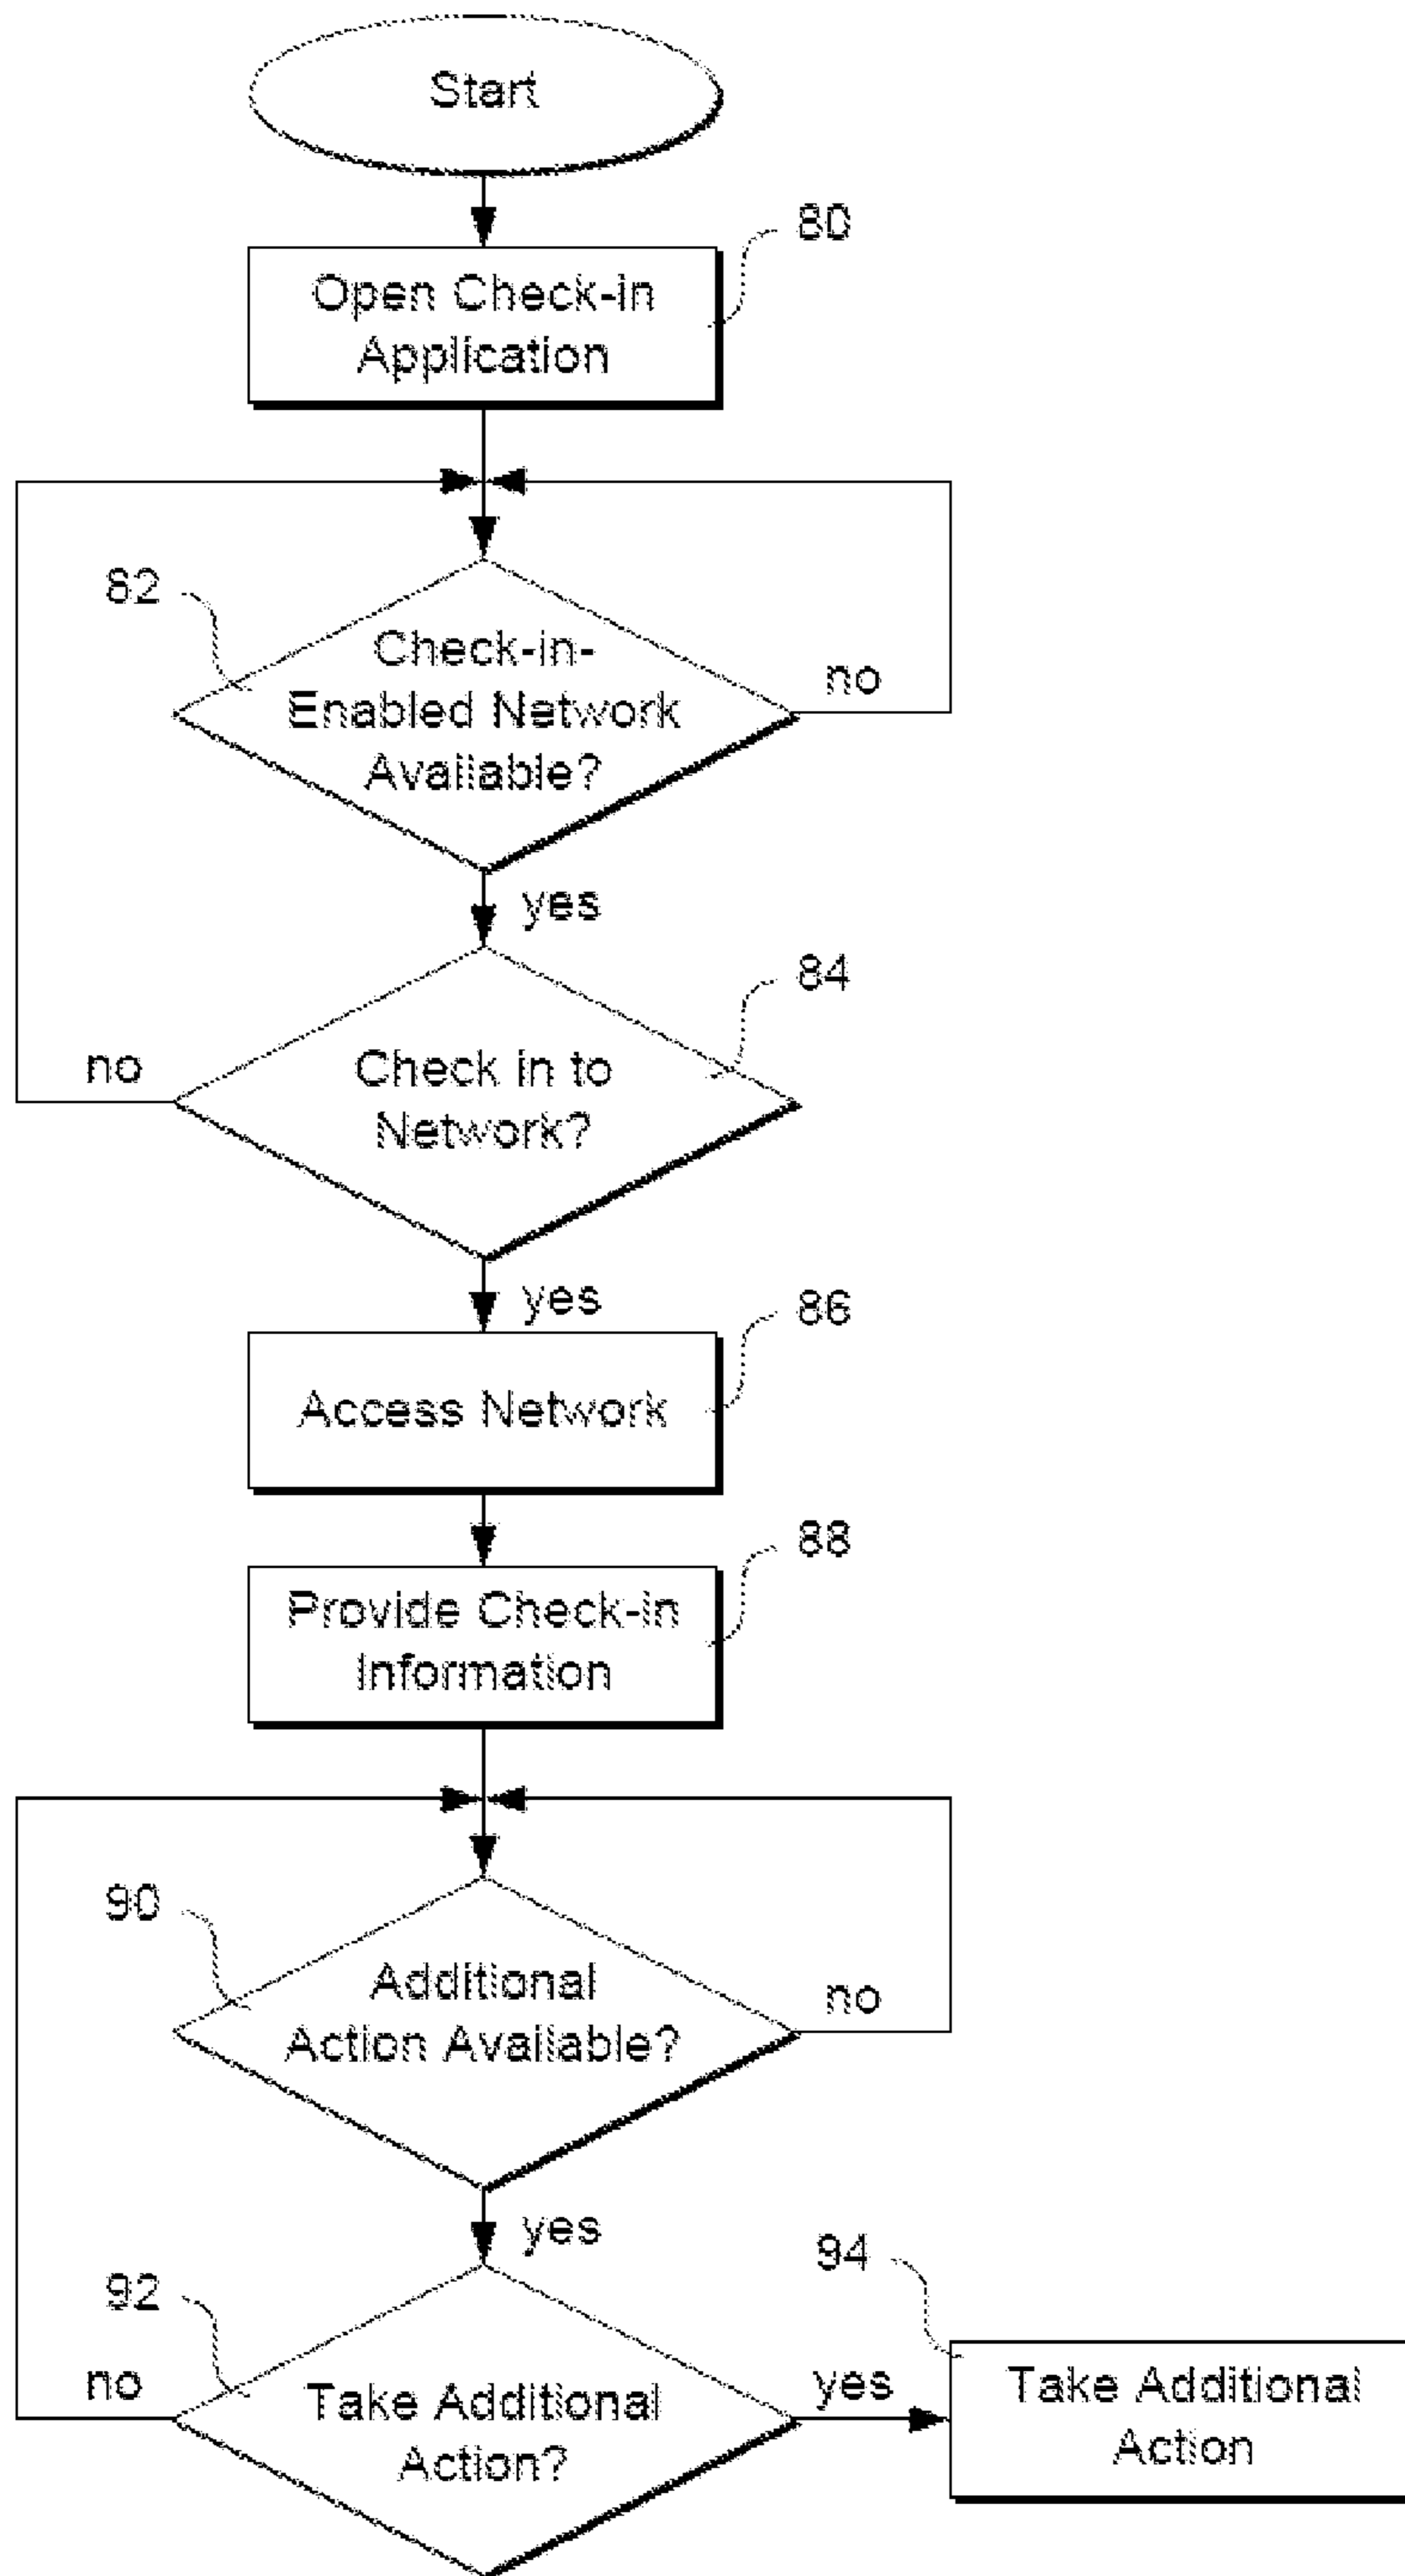 Start
80
Open Check-in
Application
82
Check-in-
Enabled Network
Available?
no
yes
84
no
Check in to
Network?
yes
86
Access Network
88
Provide Check-in
Information
90
Additional
Action Available?
no
yes
92
94
no
Take Additional
Action?
yes
Take Additional
Action